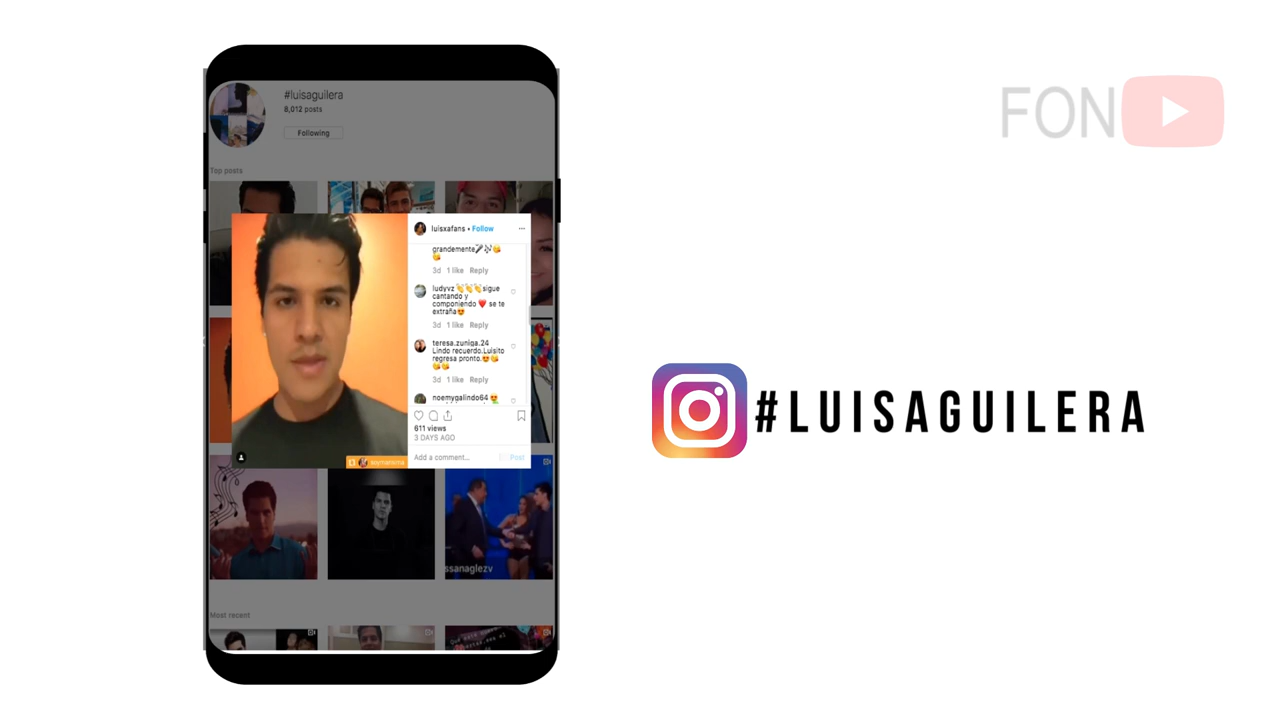 #luisaguilera
8,012 posts
Following
Top posts
luisxafans • Follow
grandemente🎤🎶😘
😘
3d 1 like Reply
ludyvz 👏👏👏sigue
cantando y
componiendo ❤️ se te
extraña😍
3d 1 like Reply
teresa.zuniga.24
Lindo recuerdo.Luisito
regresa pronto.😍😘
😘😘
3d 1 like Reply
noemygalindo64 😍
611 views
3 DAYS AGO
Add a comment... Post
ssanaglezv
Most recent
FON
#LUISAGUILERA